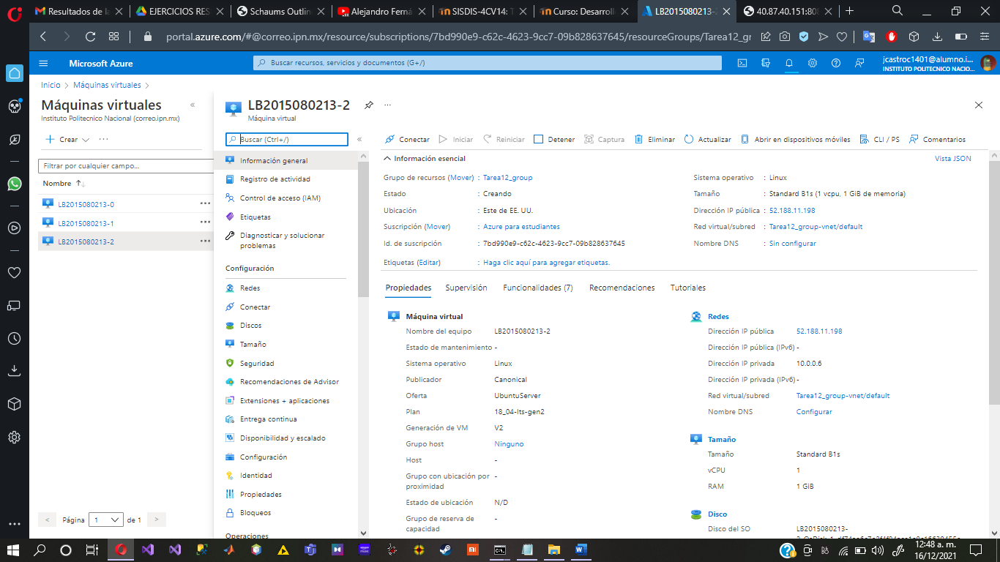 Resultados de la
EJERCICIOS RES
Schaums Outlin
Alejandro Ferná
SISDIS-4CV14: T
Curso: Desarroll
LB2015080213-
40.87.40.151:808
portal.azure.com/#@correo.ipn.mx/resource/subscriptions/7bd990e9-c62c-4623-9cc7-09b828637645/resourceGroups/Tarea12_gr
Microsoft Azure
Buscar recursos, servicios y documentos (G+/)
jcastroc1401@alumno.i...
INSTITUTO POLITECNICO NACIO...
Inicio > Máquinas virtuales >
Máquinas virtuales
Instituto Politecnico Nacional (correo.ipn.mx)
+ Crear ...
Filtrar por cualquier campo...
Nombre ↑↓
LB2015080213-0 ...
LB2015080213-1 ...
LB2015080213-2 ...
< Página 1 de 1 >
LB2015080213-2 ...
Máquina virtual
Buscar (Ctrl+/)
Información general
Registro de actividad
Control de acceso (IAM)
Etiquetas
Diagnosticar y solucionar
problemas
Configuración
Redes
Conectar
Discos
Tamaño
Seguridad
Recomendaciones de Advisor
Extensiones + aplicaciones
Entrega continua
Disponibilidad y escalado
Configuración
Identidad
Propiedades
Bloqueos
Operaciones
Conectar Iniciar Reiniciar Detener Captura Eliminar Actualizar Abrir en dispositivos móviles CLI / PS Comentarios
Información esencial
Vista JSON
Grupo de recursos (Mover) : Tarea12_group
Estado : Creando
Ubicación : Este de EE. UU.
Suscripción (Mover) : Azure para estudiantes
Id. de suscripción : 7bd990e9-c62c-4623-9cc7-09b828637645
Etiquetas (Editar) : Haga clic aquí para agregar etiquetas.
Sistema operativo : Linux
Tamaño : Standard B1s (1 vcpu, 1 GiB de memoria)
Dirección IP pública : 52.188.11.198
Red virtual/subred : Tarea12_group-vnet/default
Nombre DNS : Sin configurar
Propiedades Supervisión Funcionalidades (7) Recomendaciones Tutoriales
Máquina virtual
Nombre del equipo LB2015080213-2
Estado de mantenimiento -
Sistema operativo Linux
Publicador Canonical
Oferta UbuntuServer
Plan 18_04-lts-gen2
Generación de VM V2
Grupo host Ninguno
Host -
Grupo con ubicación por -
proximidad
Estado de ubicación N/D
Grupo de reserva de -
capacidad
Redes
Dirección IP pública 52.188.11.198
Dirección IP pública (IPv6) -
Dirección IP privada 10.0.0.6
Dirección IP privada (IPv6) -
Red virtual/subred Tarea12_group-vnet/default
Nombre DNS Configurar
Tamaño
Tamaño Standard B1s
vCPU 1
RAM 1 GiB
Disco
Disco del SO LB2015080213-
12:48 a. m.
16/12/2021